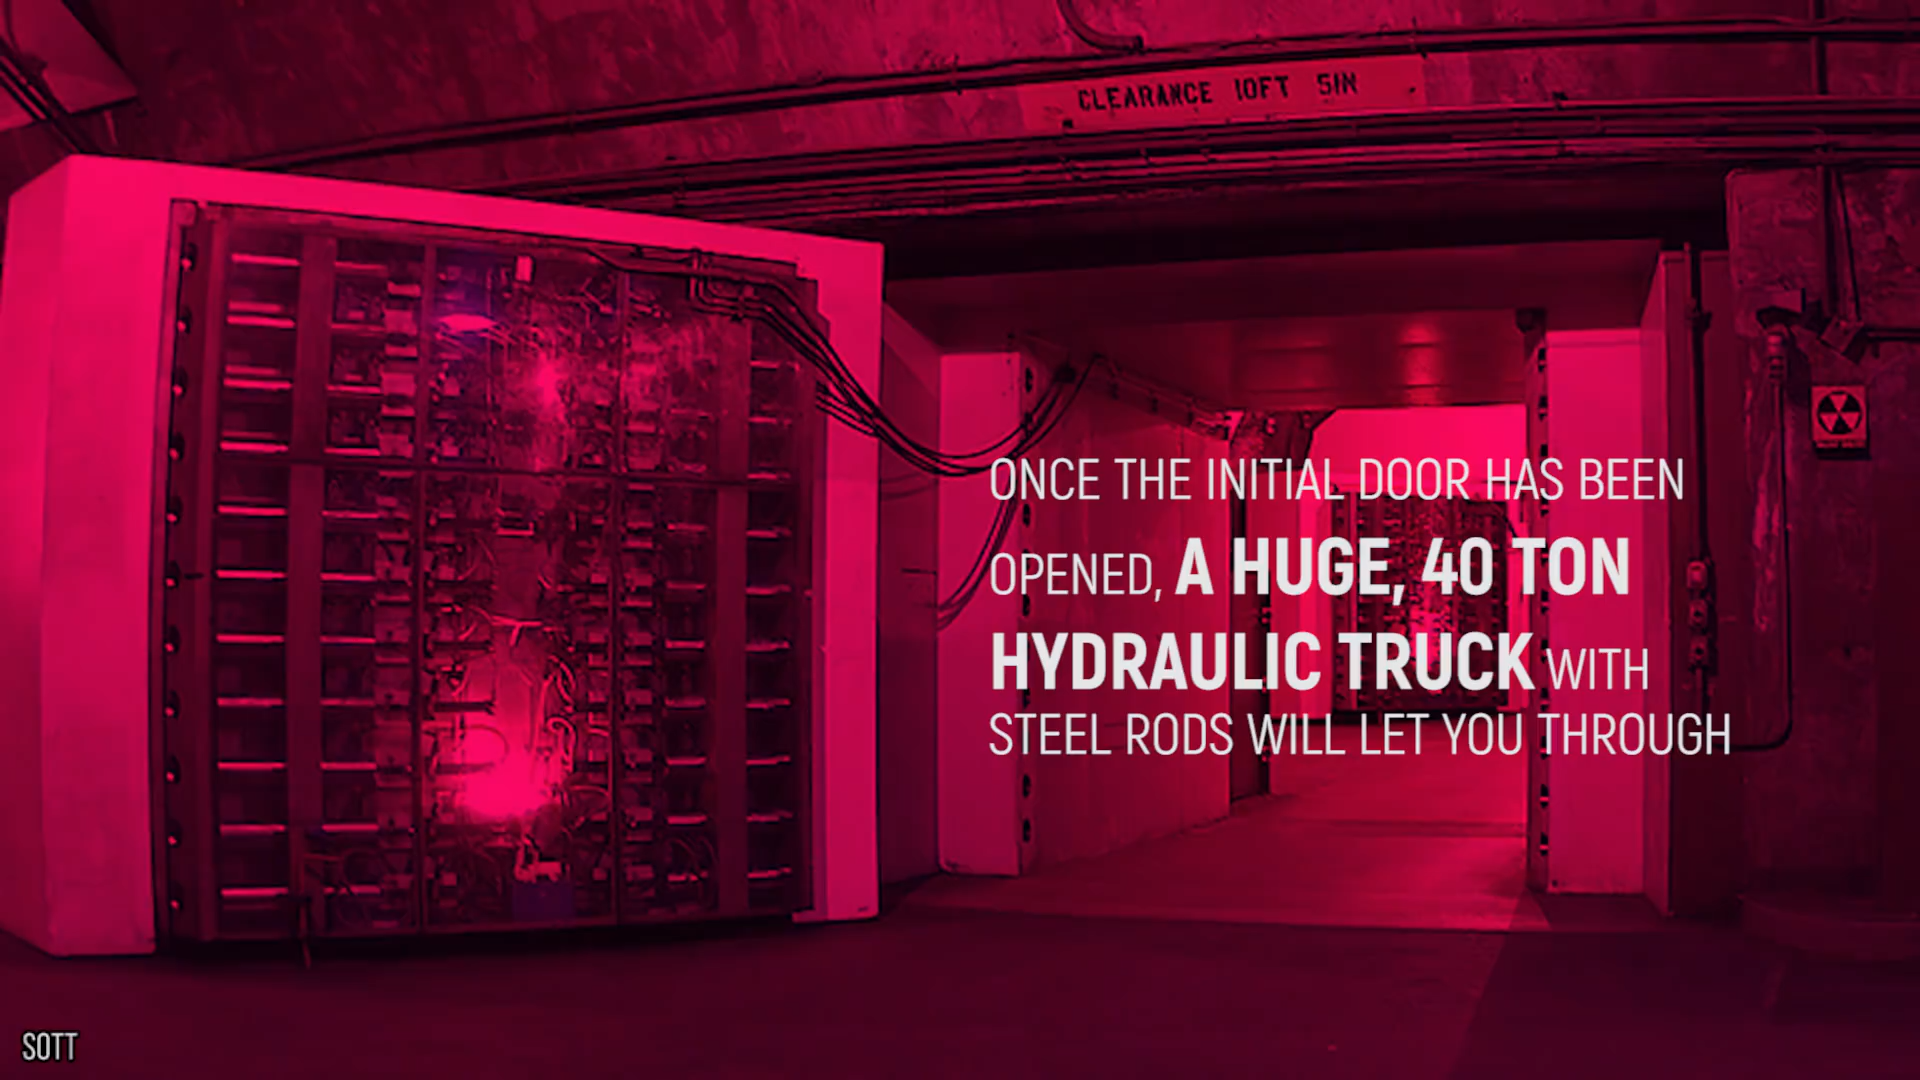 CLEARANCE 10FT 5IN
ONCE THE INITIAL DOOR HAS BEEN
OPENED, A HUGE, 40 TON
HYDRAULIC TRUCK WITH
STEEL RODS WILL LET YOU THROUGH
SOTT